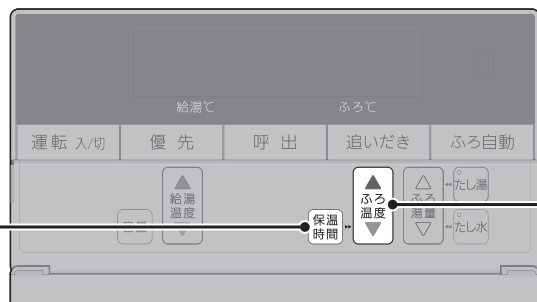 給湯℃ ふろ℃
運転 入/切 優先 呼出 追いだき ふろ自動
給湯
温度
音量
保温
時間
ふろ
温度
ふろ
湯量
たし湯
たし水